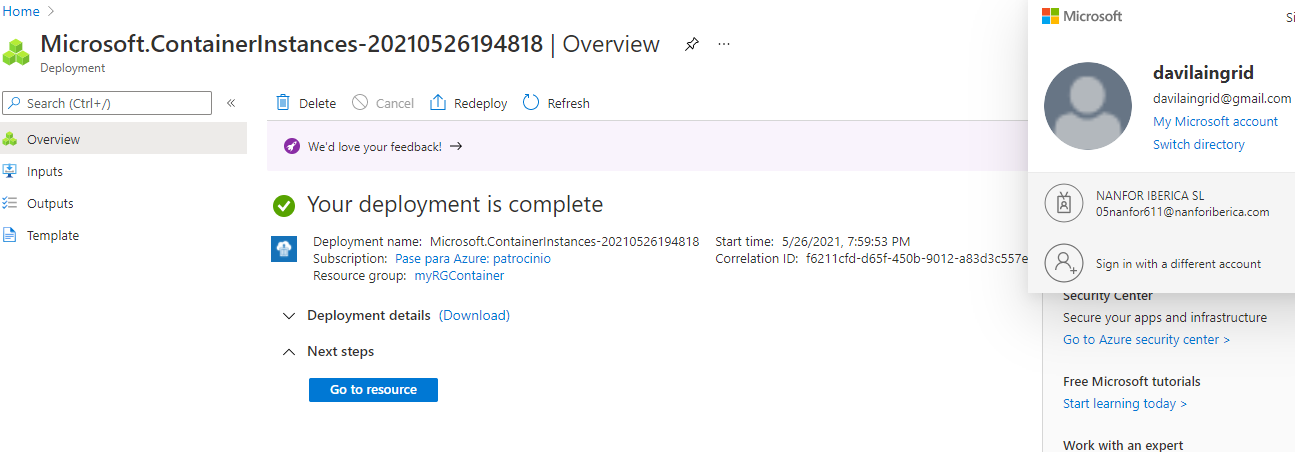 Home >
Microsoft.ContainerInstances-20210526194818 | Overview
Deployment
Search (Ctrl+/)
«
Overview
Inputs
Outputs
Template
Delete
Cancel
Redeploy
Refresh
We'd love your feedback! →
Your deployment is complete
Deployment name: Microsoft.ContainerInstances-20210526194818
Subscription: Pase para Azure: patrocinio
Resource group: myRGContainer
Start time: 5/26/2021, 7:59:53 PM
Correlation ID: f6211cfd-d65f-450b-9012-a83d3c557e
Deployment details (Download)
Next steps
Go to resource
Microsoft
Si
davilaingrid
davilaingrid@gmail.com
My Microsoft account
Switch directory
NANFOR IBERICA SL
05nanfor611@nanforiberica.com
Sign in with a different account
Security Center
Secure your apps and infrastructure
Go to Azure security center >
Free Microsoft tutorials
Start learning today >
Work with an expert